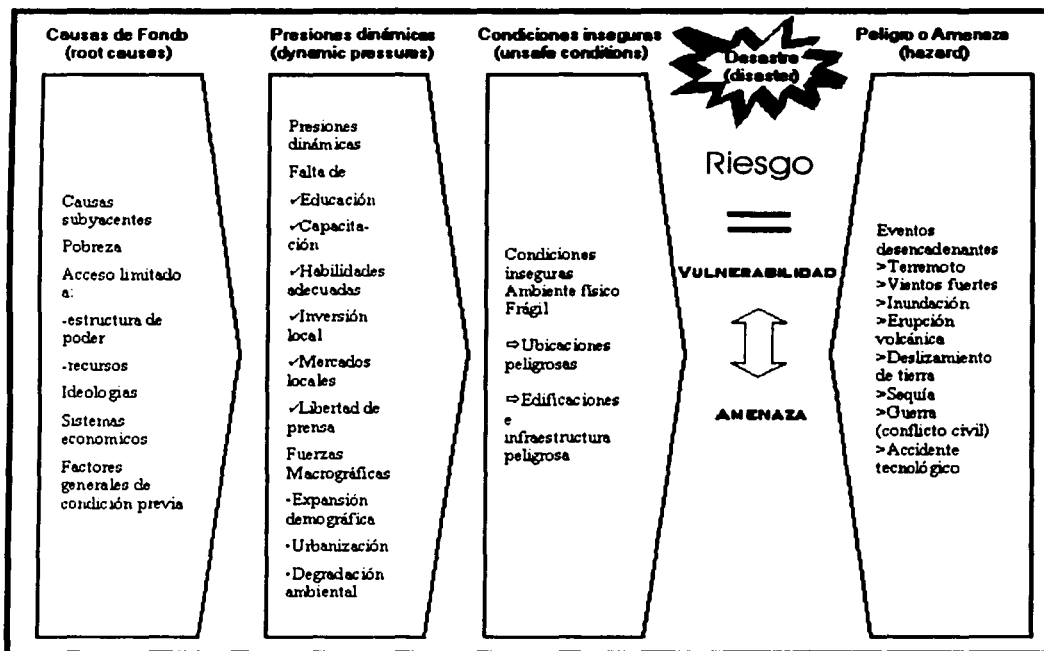 Causas de Fondo
(root causes)
Causas
subyacentes
Pobreza
Acceso limitado
a:
-estructura de
poder
-recursos
Ideologias
Sistemas
economicos
Factores
generales de
condición previa
Presiones dinámicas
(dynamic pressures)
Presiones
dinámicas
Falta de
✓Educación
✓Capacita-
ción
✓Habilidades
adecuadas
✓Inversión
local
✓Mercados
locales
✓Libertad de
prensa
Fuerzas
Macrográficas
·Expansión
demográfica
·Urbanización
·Degradación
ambiental
Condiciones inseguras
(unsafe conditions)
Condiciones
inseguras
Ambiente físico
Frágil
⇨Ubicaciones
peligrosas
⇨Edificaciones
e
infraestructura
peligrosa
Desastre
(disaster)
Riesgo
=
VULNERABILIDAD
AMENAZA
Peligro o Amenaza
(hazard)
Eventos
desencadenantes
>Terremoto
>Vientos fuertes
>Inundación
>Erupción
volcánica
>Deslizamiento
de tierra
>Sequía
>Guerra
(conflicto civil)
>Accidente
tecnológico